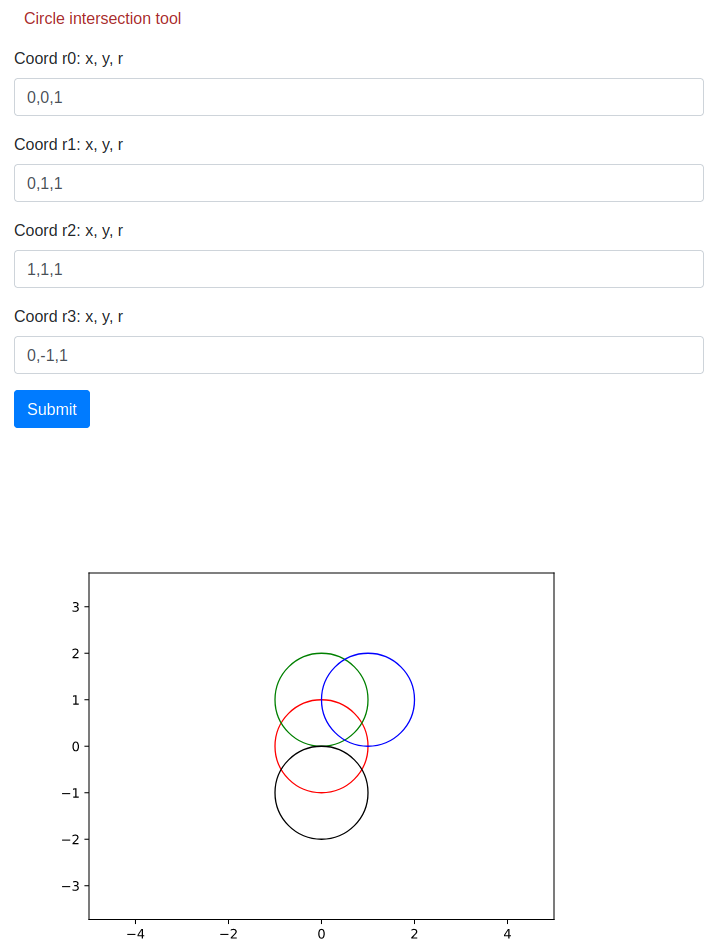 Circle intersection tool
Coord r0: x, y, r
0,0,1
Coord r1: x, y, r
0,1,1
Coord r2: x, y, r
1,1,1
Coord r3: x, y, r
0,-1,1
Submit
3
2
1
0
−1
−2
−3
−4 −2 0 2 4